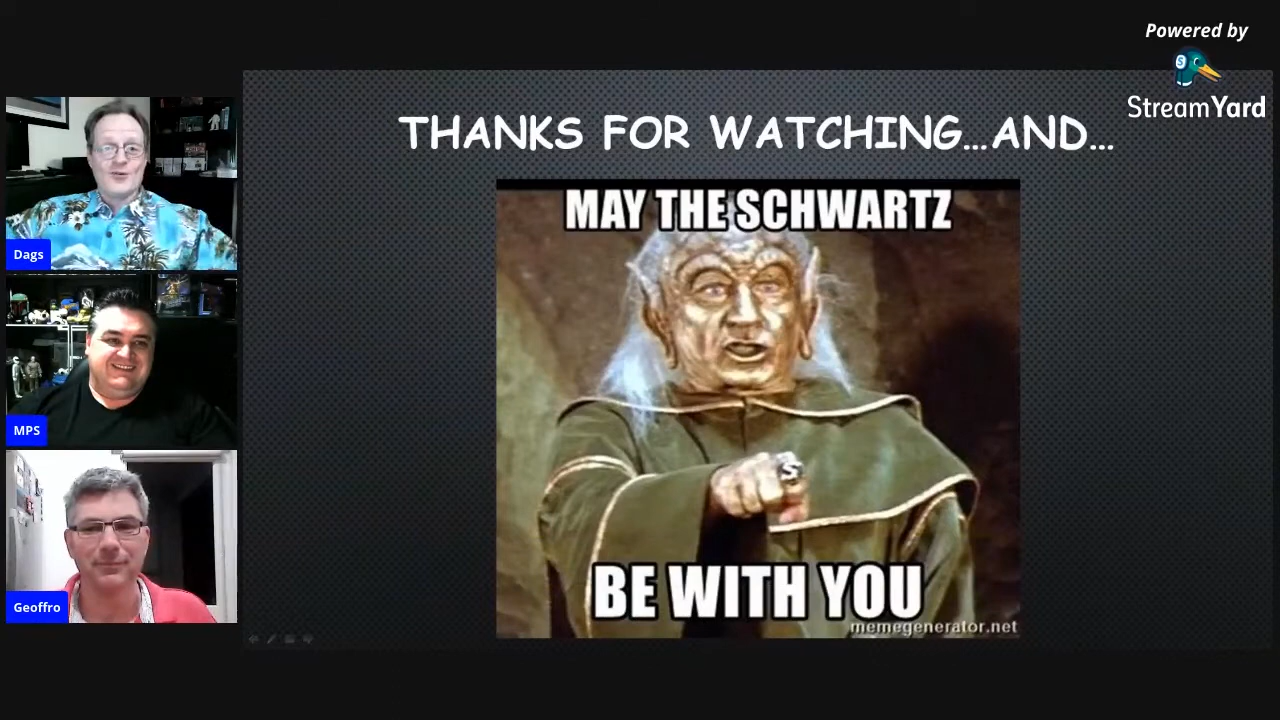 Powered by
StreamYard
THANKS FOR WATCHING...AND...
MAY THE SCHWARTZ
BE WITH YOU
memegenerator.net
Dags
MPS
Geoffro
S
S